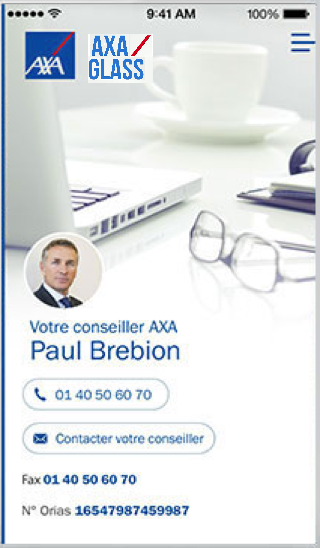 9:41 AM 100%
AXA
AXA
GLASS
Votre conseiller AXA
Paul Brebion
01 40 50 60 70
Contacter votre conseiller
Fax 01 40 50 60 70
N° Orias 16547987459987